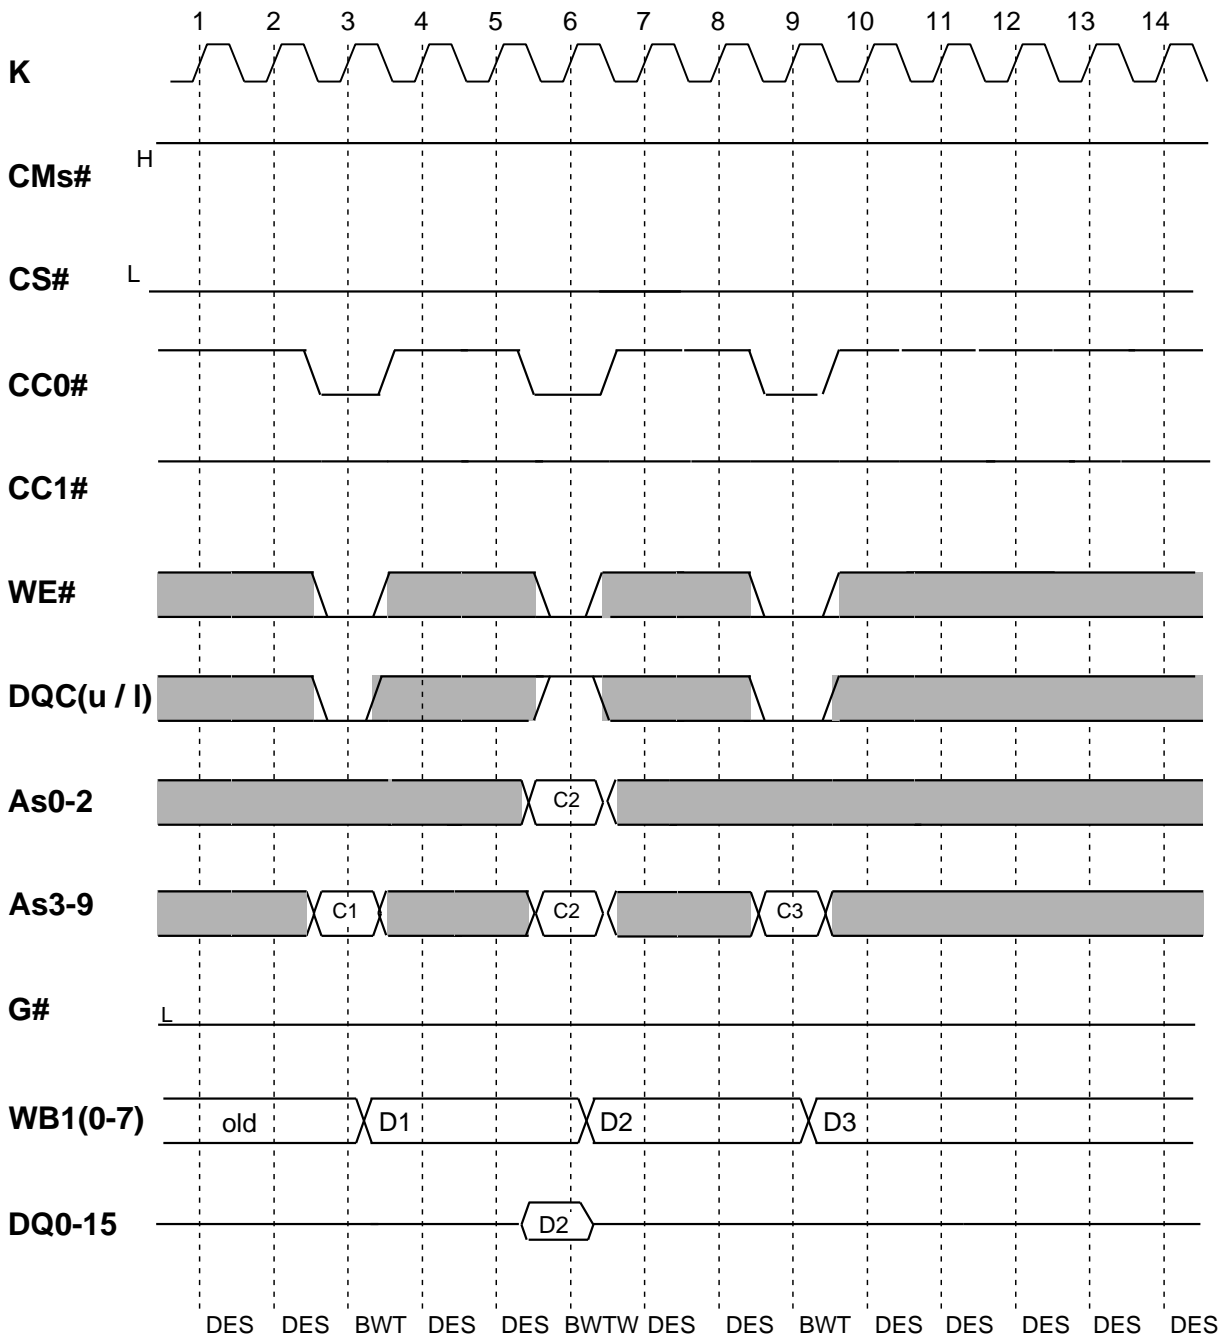 1 2 3 4 5 6 7 8 9 10 11 12 13 14
K
CMs# H
CS# L
CC0#
CC1#
WE#
DQC(u / l)
As0-2 C2
As3-9 C1 C2 C3
G# L
WB1(0-7) old D1 D2 D3
DQ0-15 D2
DES DES BWT DES DES BWTW DES DES BWT DES DES DES DES DES